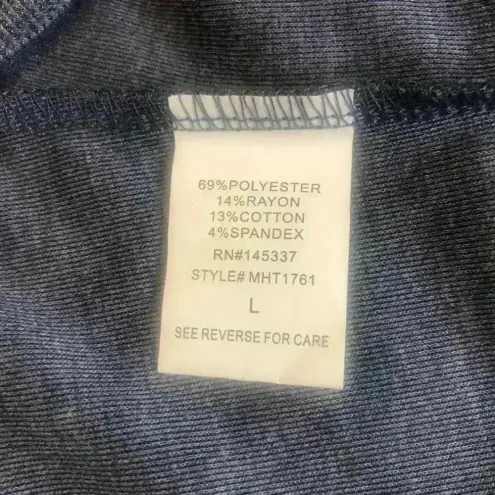 69%POLYESTER
14%RAYON
13%COTTON
4%SPANDEX
RN#145337
STYLE# MHT1761
L
SEE REVERSE FOR CARE